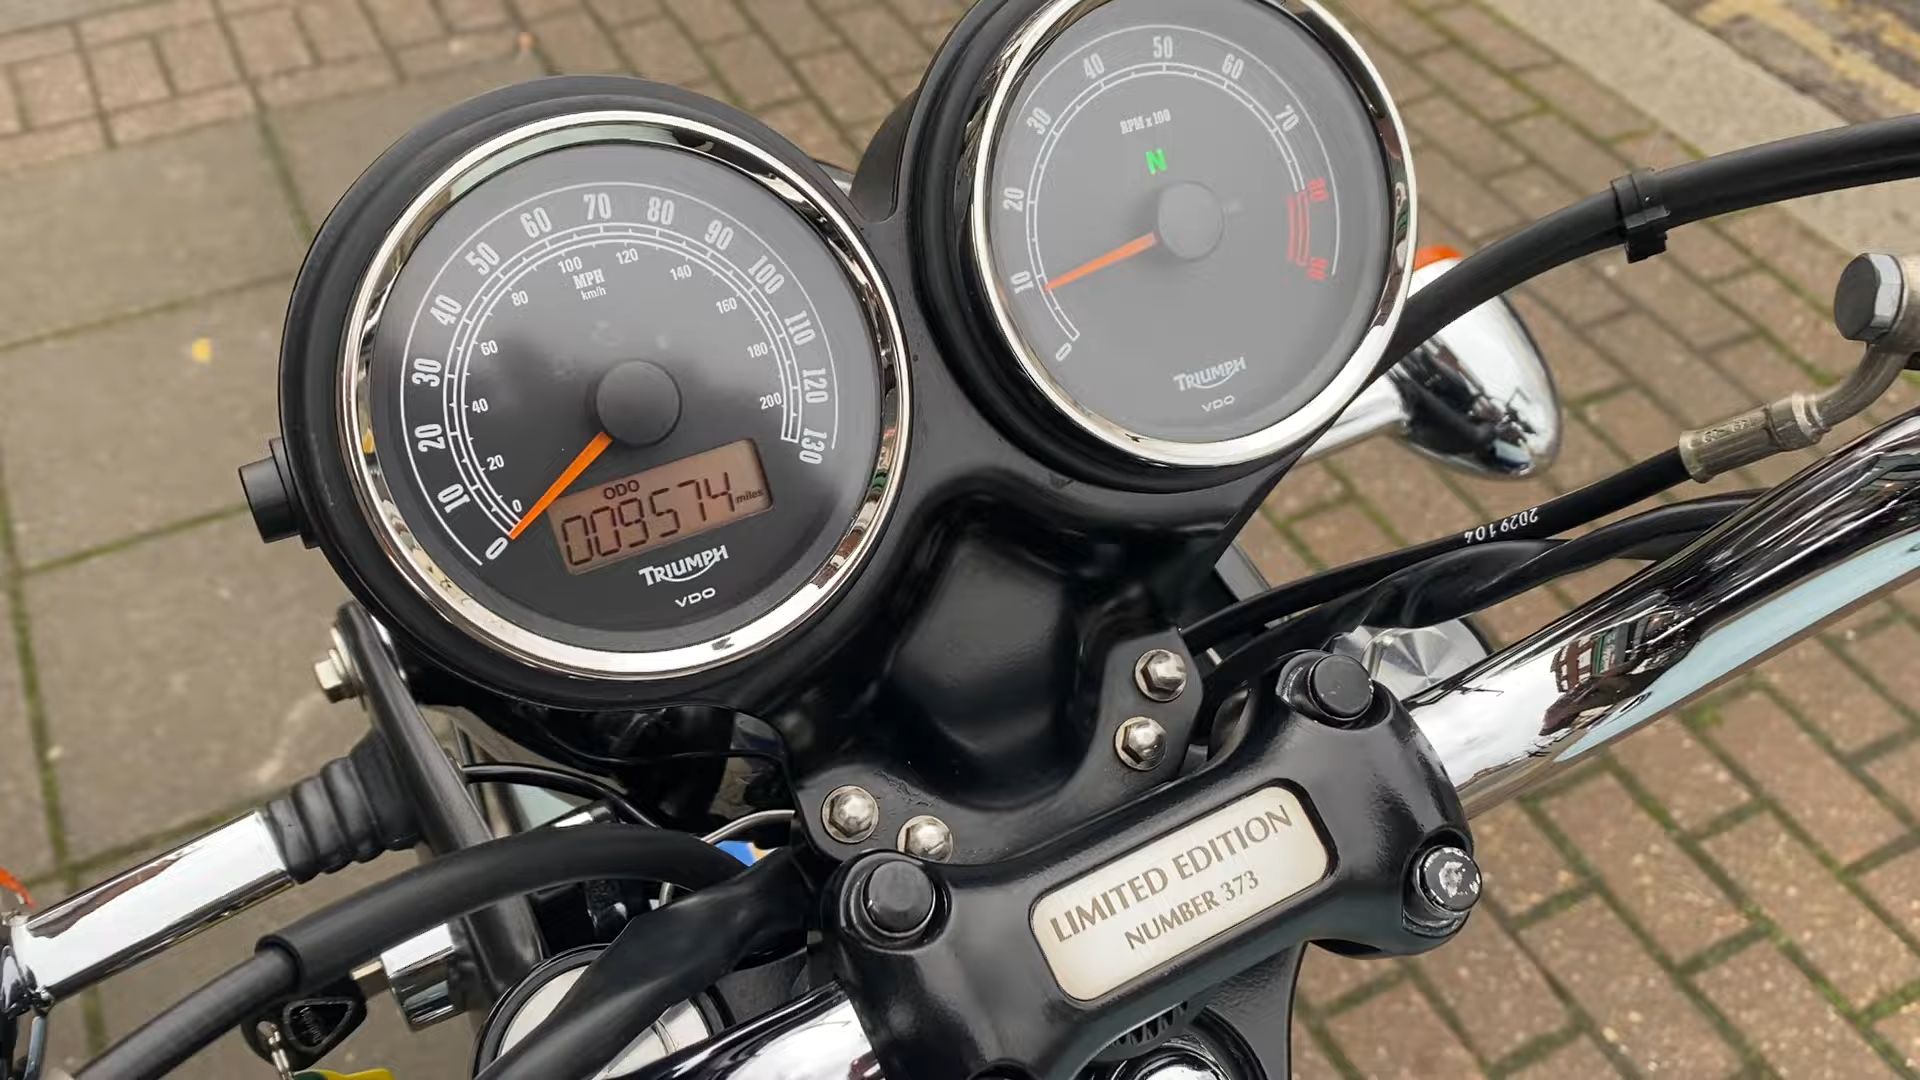 0 10 20 30 40 50 60 70 80 90 100 110 120 130
0 20 40 60 80 100 120 140 160 180 200
MPH
km/h
ODO
009574 miles
TRIUMPH
VDO
0 10 20 30 40 50 60 70 80 90
RPM x 100
N
TRIUMPH
VDO
2029104
LIMITED EDITION
NUMBER 373